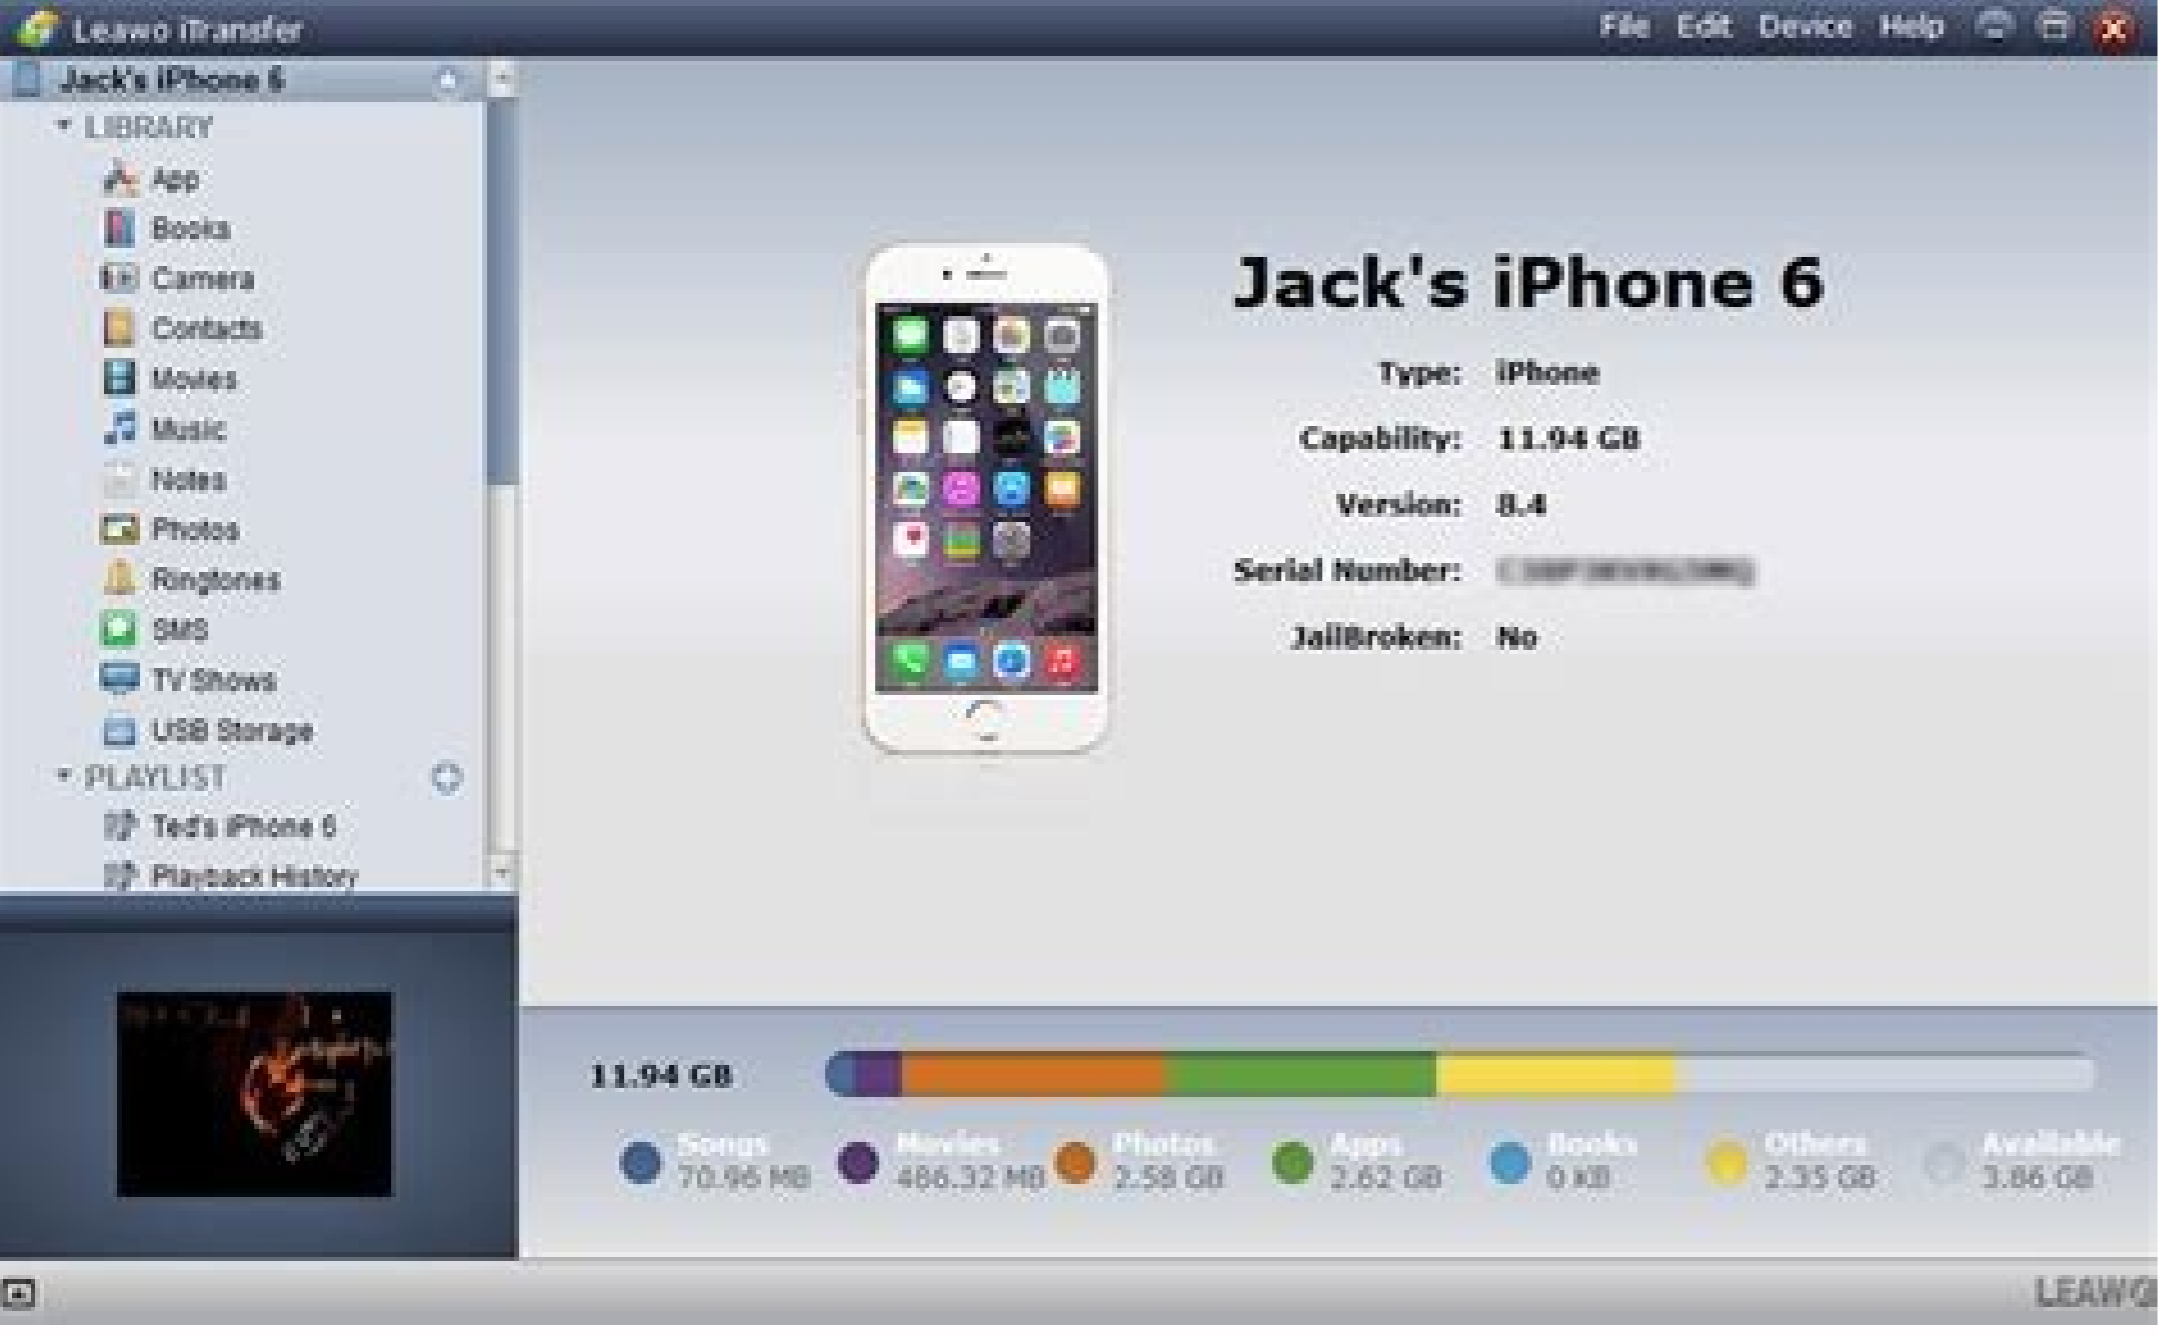 Leawo iTransfer
File Edit Device Help
Jack's iPhone 6
LIBRARY
App
Books
Camera
Contacts
Movies
Music
Notes
Photos
Ringtones
SMS
TV Shows
USB Storage
PLAYLIST
Ted's iPhone 6
Playback History
Jack's iPhone 6
Type: iPhone
Capability: 11.94 GB
Version: 8.4
Serial Number:
JailBroken: No
11.94 GB
Songs
70.96 MB
Movies
486.32 MB
Photos
2.58 GB
Apps
2.62 GB
Books
0 KB
Others
2.35 GB
Available
3.86 GB
LEAWO